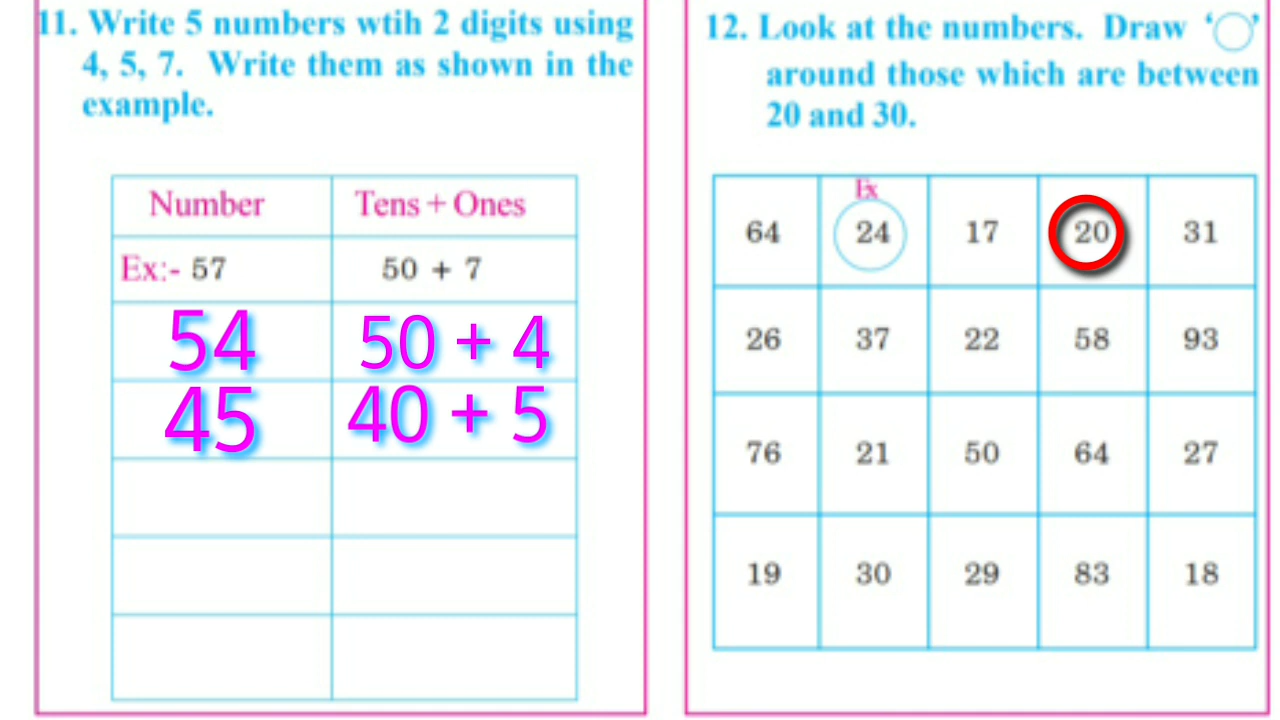 11. Write 5 numbers wtih 2 digits using
4, 5, 7. Write them as shown in the
example.
Number Tens + Ones
Ex:- 57 50 + 7
54 50 + 4
45 40 + 5
12. Look at the numbers. Draw ‘◯’
around those which are between
20 and 30.
Ex
64 24 17 20 31
26 37 22 58 93
76 21 50 64 27
19 30 29 83 18